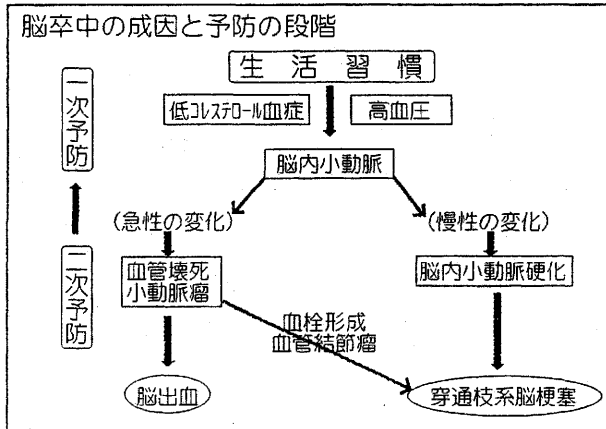 脳卒中の成因と予防の段階
生活習慣
低コレステロール血症
高血圧
一次予防
脳内小動脈
(急性の変化)
(慢性の変化)
二次予防
血管壊死
小動脈瘤
脳内小動脈硬化
血栓形成
血管結節瘤
脳出血
穿通枝系脳梗塞